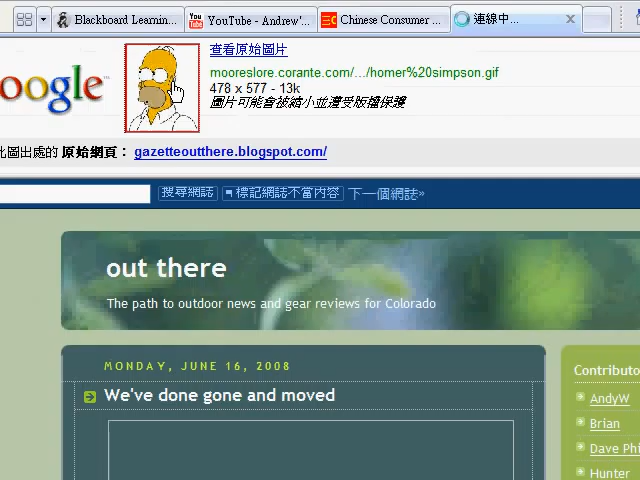 Blackboard Learnin... YouTube - Andrew'... Chinese Consumer ... 連線中...
oogle™
查看原始圖片
mooreslore.corante.com/.../homer%20simpson.gif
478 x 577 - 13k
圖片可能會被縮小並遭受版權保護
此圖出處的 原始網頁： gazetteoutthere.blogspot.com/
搜尋網誌 標記網誌不當內容 下一個網誌»
out there
The path to outdoor news and gear reviews for Colorado
MONDAY, JUNE 16, 2008
We've done gone and moved
Contributo
AndyW
Brian
Dave Phi
Hunter